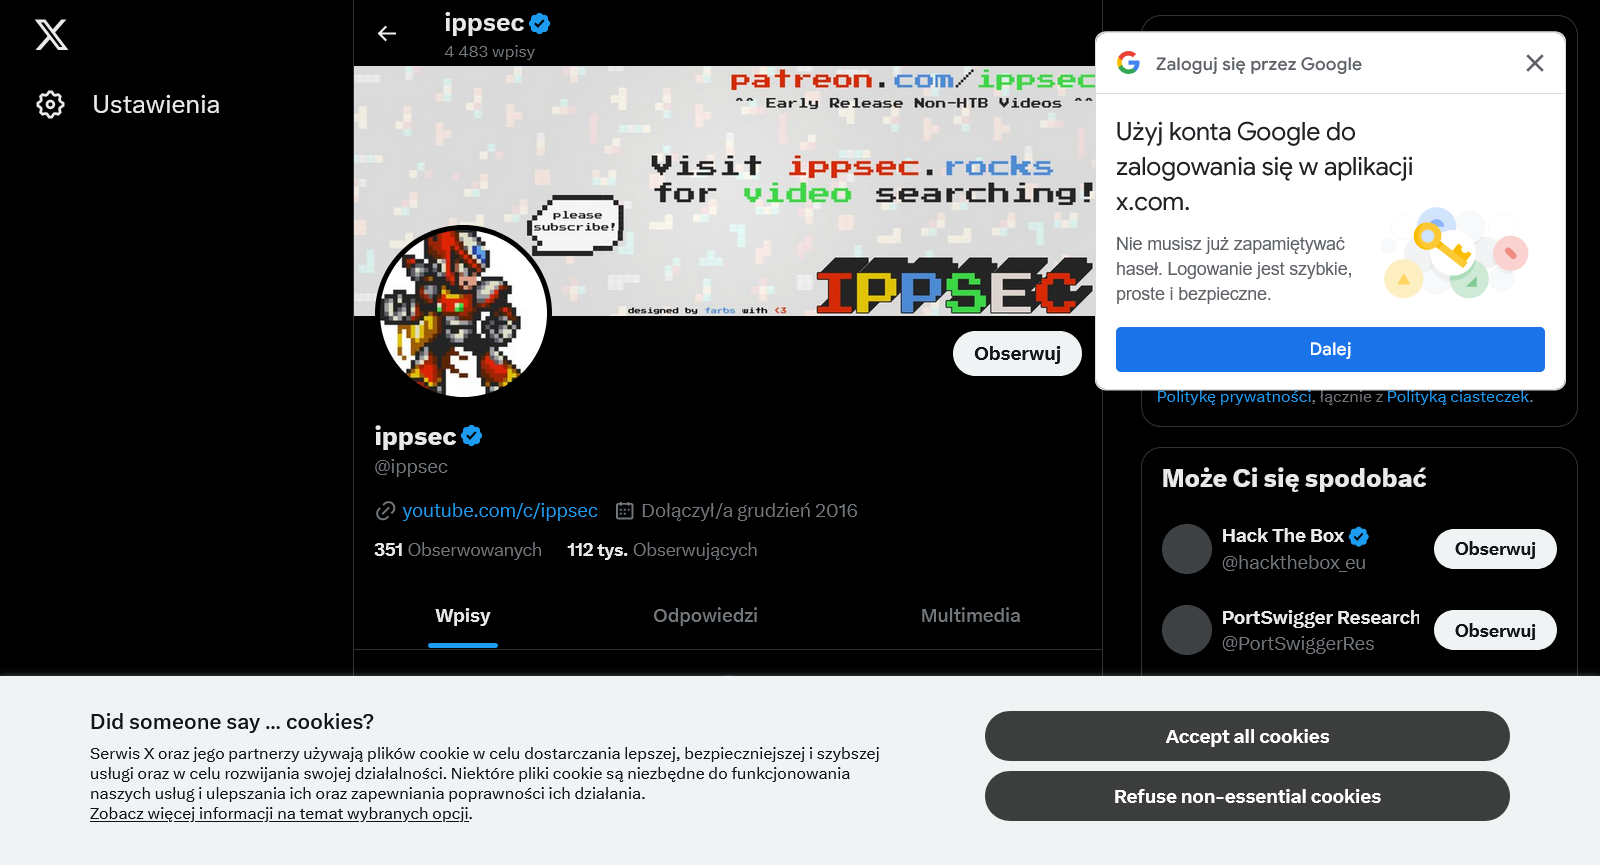 Ustawienia
ippsec
4 483 wpisy
patreon.com/ippsec
^^ Early Release Non-HTB Videos ^^
Visit ippsec.rocks
for video searching!
please
subscribe!
IPPSEC
designed by farbs with <3
Obserwuj
ippsec
@ippsec
youtube.com/c/ippsec
Dołączył/a grudzień 2016
351 Obserwowanych
112 tys. Obserwujących
Wpisy
Odpowiedzi
Multimedia
Zaloguj się przez Google
Użyj konta Google do
zalogowania się w aplikacji
x.com.
Nie musisz już zapamiętywać
haseł. Logowanie jest szybkie,
proste i bezpieczne.
Dalej
Politykę prywatności, łącznie z Polityką ciasteczek.
Może Ci się spodobać
Hack The Box
@hackthebox_eu
Obserwuj
PortSwigger Research
@PortSwiggerRes
Obserwuj
Did someone say … cookies?
Serwis X oraz jego partnerzy używają plików cookie w celu dostarczania lepszej, bezpieczniejszej i szybszej
usługi oraz w celu rozwijania swojej działalności. Niektóre pliki cookie są niezbędne do funkcjonowania
naszych usług i ulepszania ich oraz zapewniania poprawności ich działania.
Zobacz więcej informacji na temat wybranych opcji.
Accept all cookies
Refuse non-essential cookies